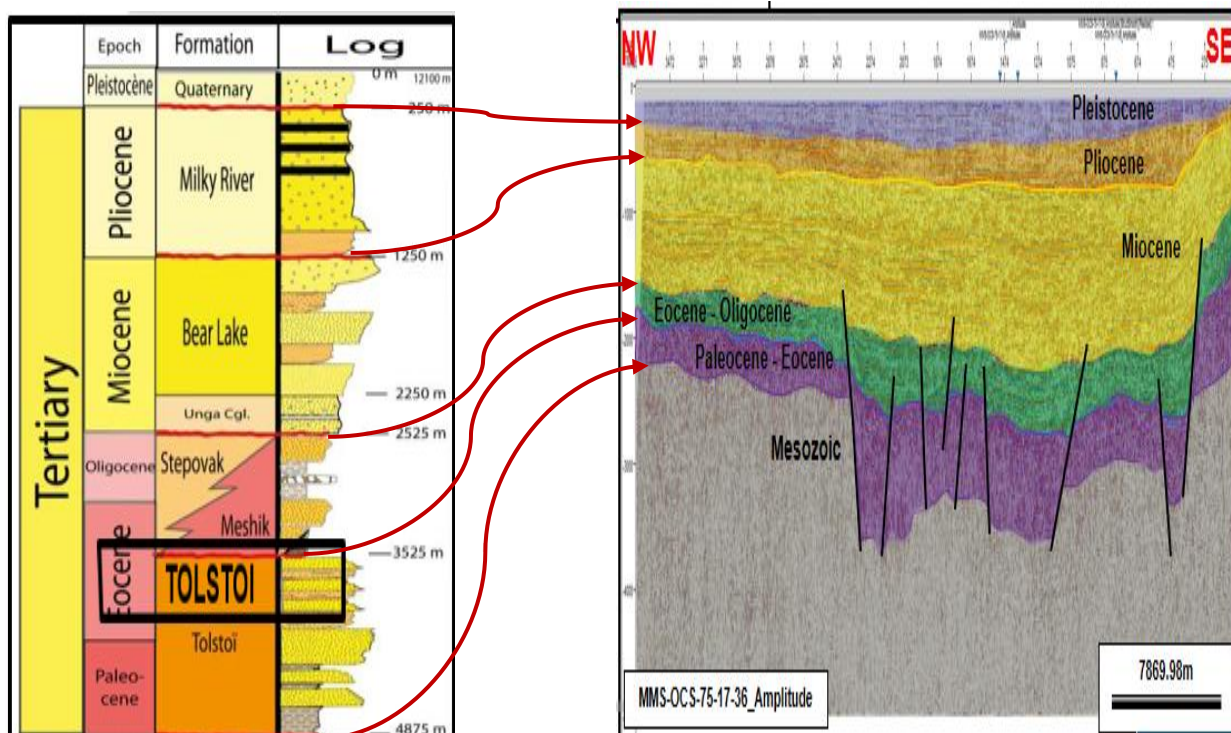 Epoch
Formation
Log
0 m
12100 m
Pleistocène
Quaternary
250 m
Tertiary
Pliocene
Milky River
1250 m
Miocene
Bear Lake
2250 m
Unga Cgl.
2525 m
Oligocene
Stepovak
Meshik
3525 m
Eocene
TOLSTOI
Tolstoï
Paleo-
cene
4875 m
NW
SE
Pleistocene
Pliocene
Miocene
Eocene - Oligocene
Paleocene - Eocene
Mesozoic
MMS-OCS-75-17-36_Amplitude
7869.98m